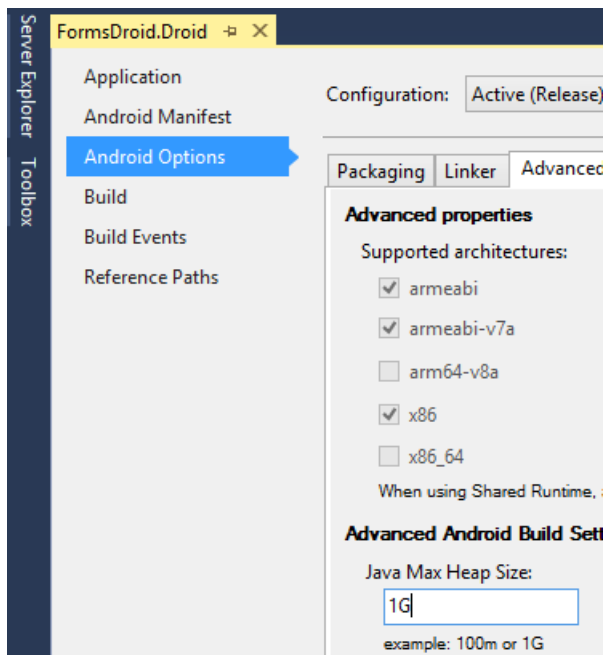 Server Explorer
Toolbox
FormsDroid.Droid
Application
Android Manifest
Android Options
Build
Build Events
Reference Paths
Configuration: Active (Release)
Packaging Linker Advanced
Advanced properties
Supported architectures:
armeabi
armeabi-v7a
arm64-v8a
x86
x86_64
When using Shared Runtime,
Advanced Android Build Sett
Java Max Heap Size:
1G
example: 100m or 1G